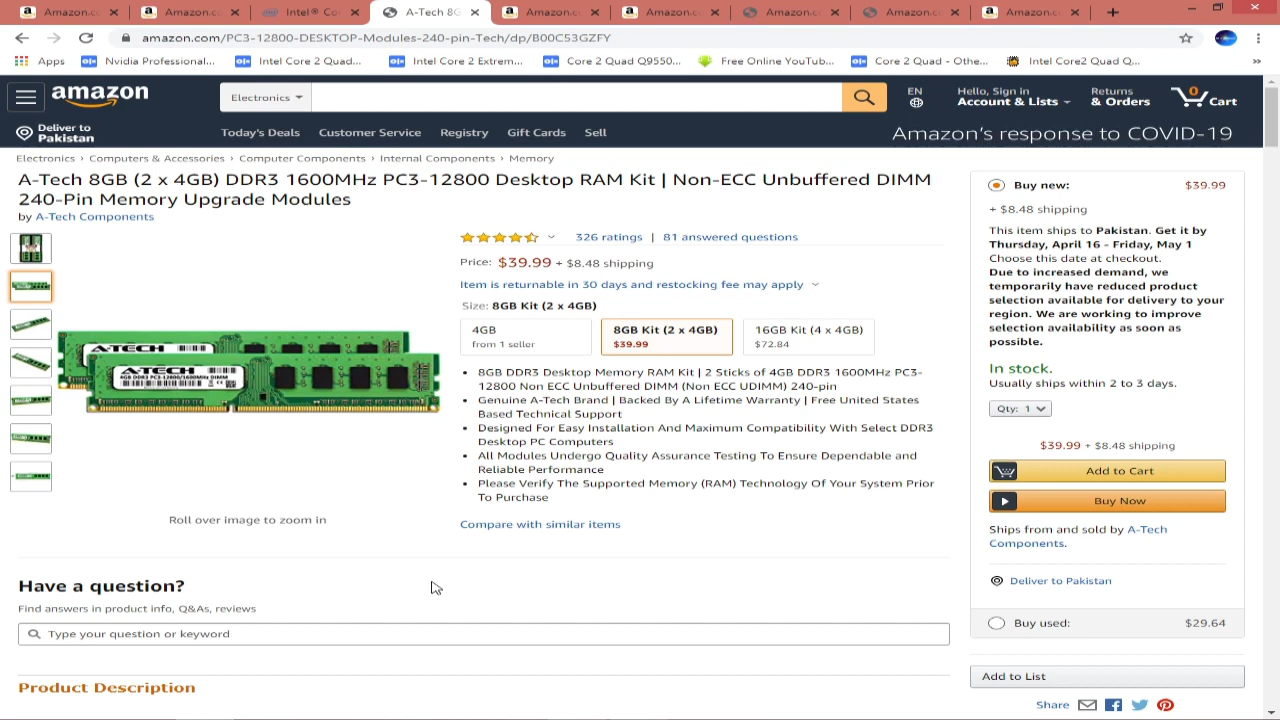 Amazon.c
Amazon.c
Intel® Co
A-Tech 8G
Amazon.c
Amazon.c
Amazon.c
Amazon.c
Amazon.c
amazon.com/PC3-12800-DESKTOP-Modules-240-pin-Tech/dp/B00C53GZFY
Apps
Nvidia Professional...
Intel Core 2 Quad...
Intel Core 2 Extrem...
Core 2 Quad Q9550...
Free Online YouTub...
Core 2 Quad - Othe...
Intel Core2 Quad Q...
amazon
Electronics
EN
Hello, Sign in
Account & Lists
Returns
& Orders
0
Cart
Deliver to
Pakistan
Today's Deals
Customer Service
Registry
Gift Cards
Sell
Amazon's response to COVID-19
Electronics › Computers & Accessories › Computer Components › Internal Components › Memory
A-Tech 8GB (2 x 4GB) DDR3 1600MHz PC3-12800 Desktop RAM Kit | Non-ECC Unbuffered DIMM
240-Pin Memory Upgrade Modules
by A-Tech Components
326 ratings | 81 answered questions
Price: $39.99 + $8.48 shipping
Item is returnable in 30 days and restocking fee may apply
Size: 8GB Kit (2 x 4GB)
4GB
from 1 seller
8GB Kit (2 x 4GB)
$39.99
16GB Kit (4 x 4GB)
$72.84
8GB DDR3 Desktop Memory RAM Kit | 2 Sticks of 4GB DDR3 1600MHz PC3-
12800 Non ECC Unbuffered DIMM (Non ECC UDIMM) 240-pin
Genuine A-Tech Brand | Backed By A Lifetime Warranty | Free United States
Based Technical Support
Designed For Easy Installation And Maximum Compatibility With Select DDR3
Desktop PC Computers
All Modules Undergo Quality Assurance Testing To Ensure Dependable and
Reliable Performance
Please Verify The Supported Memory (RAM) Technology Of Your System Prior
To Purchase
Compare with similar items
A-TECH
4GB DDR3 PC3-12800/1600MHz DIMM
Roll over image to zoom in
Buy new: $39.99
+ $8.48 shipping
This item ships to Pakistan. Get it by
Thursday, April 16 - Friday, May 1
Choose this date at checkout.
Due to increased demand, we
temporarily have reduced product
selection available for delivery to your
region. We are working to improve
selection availability as soon as
possible.
In stock.
Usually ships within 2 to 3 days.
Qty: 1
$39.99 + $8.48 shipping
Add to Cart
Buy Now
Ships from and sold by A-Tech
Components.
Deliver to Pakistan
Buy used: $29.64
Add to List
Share
Have a question?
Find answers in product info, Q&As, reviews
Type your question or keyword
Product Description